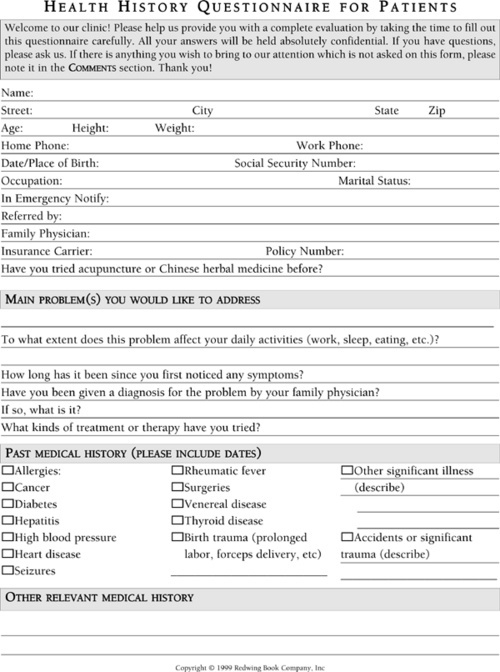 HEALTH HISTORY QUESTIONNAIRE FOR PATIENTS
Welcome to our clinic! Please help us provide you with a complete evaluation by taking the time to fill out
this questionnaire carefully. All your answers will be held absolutely confidential. If you have questions,
please ask us. If there is anything you wish to bring to our attention which is not asked on this form, please
note it in the COMMENTS section. Thank you!
Name:
Street: City State Zip
Age: Height: Weight:
Home Phone: Work Phone:
Date/Place of Birth: Social Security Number:
Occupation: Marital Status:
In Emergency Notify:
Referred by:
Family Physician:
Insurance Carrier: Policy Number:
Have you tried acupuncture or Chinese herbal medicine before?
MAIN PROBLEM(S) YOU WOULD LIKE TO ADDRESS
To what extent does this problem affect your daily activities (work, sleep, eating, etc.)?
How long has it been since you first noticed any symptoms?
Have you been given a diagnosis for the problem by your family physician?
If so, what is it?
What kinds of treatment or therapy have you tried?
PAST MEDICAL HISTORY (PLEASE INCLUDE DATES)
Allergies: Rheumatic fever Other significant illness
Cancer Surgeries (describe)
Diabetes Venereal disease
Hepatitis Thyroid disease
High blood pressure Birth trauma (prolonged Accidents or significant
Heart disease labor, forceps delivery, etc) trauma (describe)
Seizures
OTHER RELEVANT MEDICAL HISTORY
Copyright © 1999 Redwing Book Company, Inc